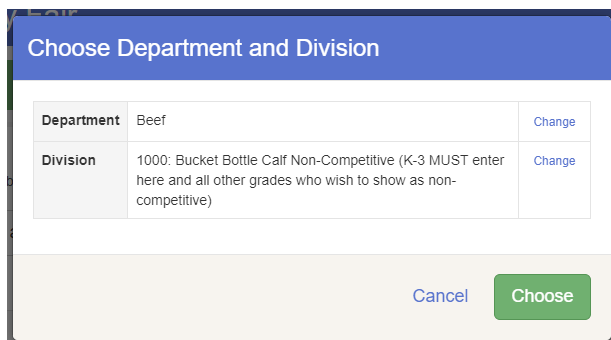 Choose Department and Division
Department Beef Change
Division 1000: Bucket Bottle Calf Non-Competitive (K-3 MUST enter Change
here and all other grades who wish to show as non-
competitive)
Cancel Choose